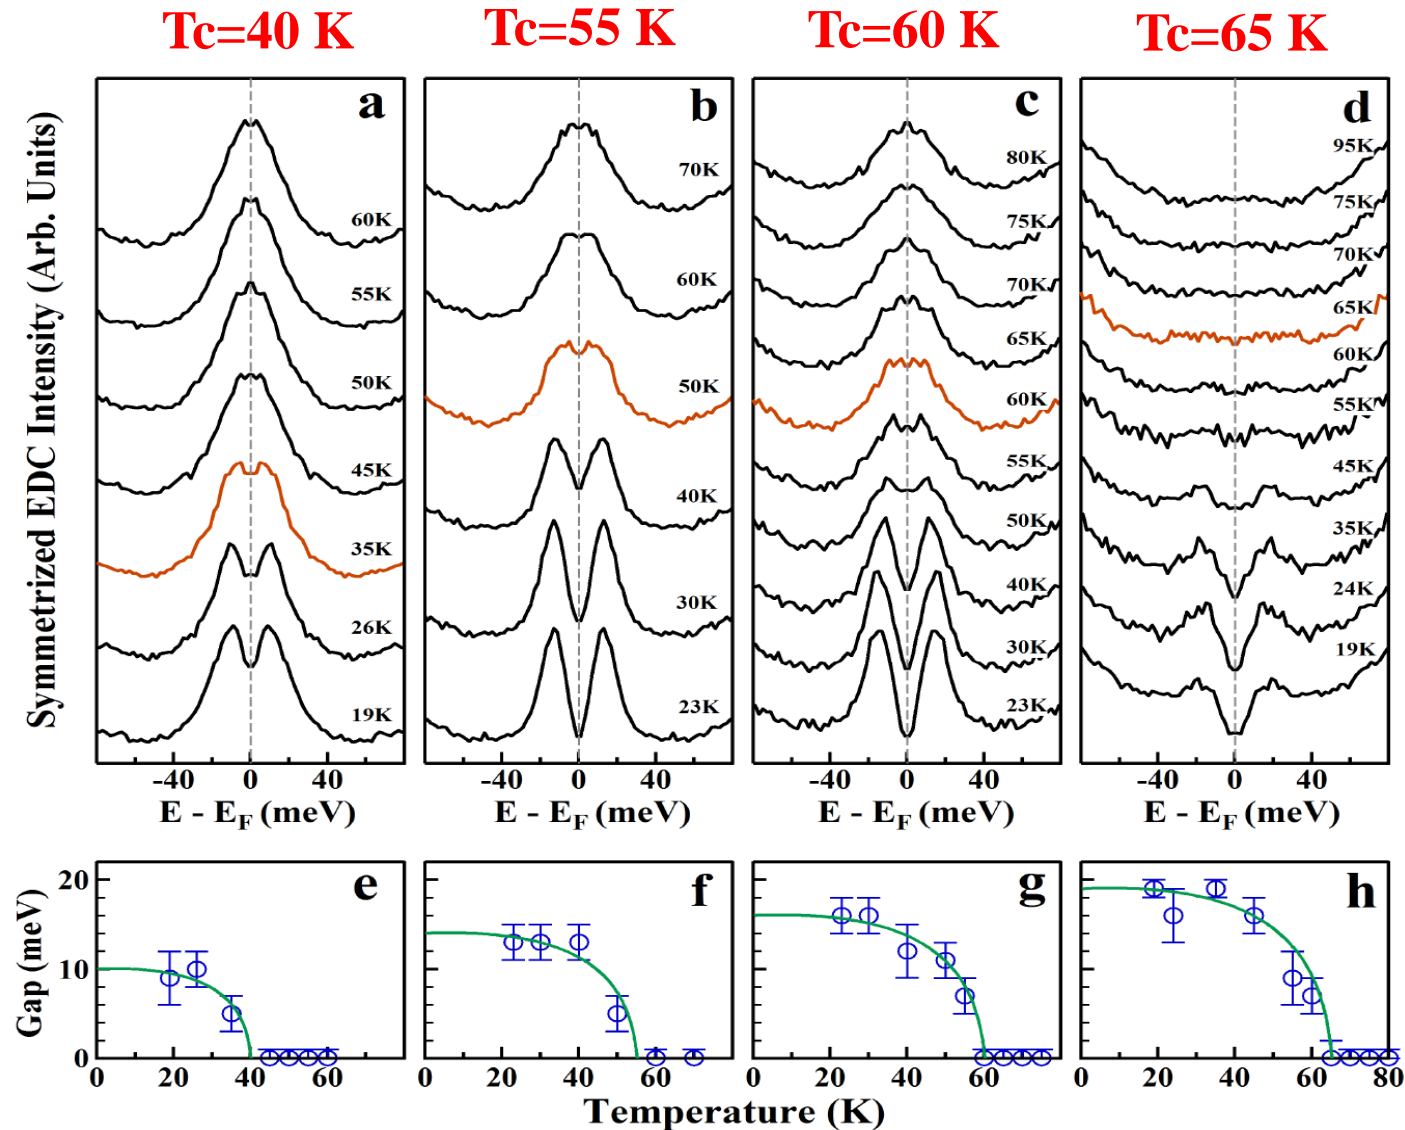 Tc=40 K
Tc=55 K
Tc=60 K
Tc=65 K
Symmetrized EDC Intensity (Arb. Units)
a
60K
55K
50K
45K
35K
26K
19K
-40 0 40
E - EF (meV)
b
70K
60K
50K
40K
30K
23K
-40 0 40
E - EF (meV)
c
80K
75K
70K
65K
60K
55K
50K
40K
30K
23K
-40 0 40
E - EF (meV)
d
95K
75K
70K
65K
60K
55K
45K
35K
24K
19K
-40 0 40
E - EF (meV)
Gap (meV)
20
10
0
e
0 20 40 60
f
0 20 40 60
g
0 20 40 60
h
0 20 40 60 80
Temperature (K)